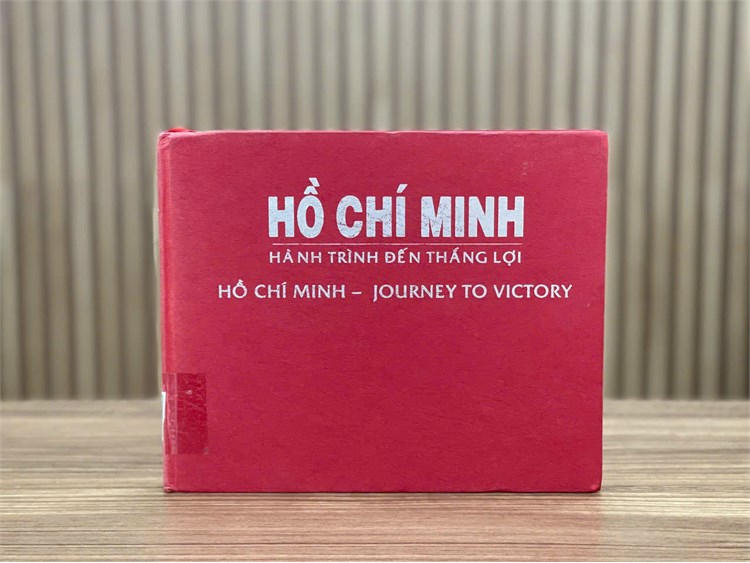 HỒ CHÍ MINH
HÀNH TRÌNH ĐẾN THẮNG LỢI
HỒ CHÍ MINH – JOURNEY TO VICTORY